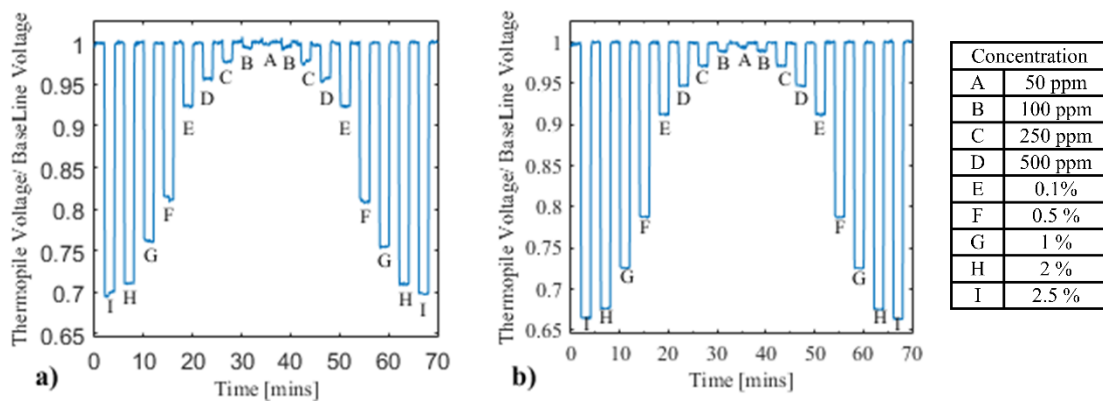 Thermopile Voltage/ BaseLine Voltage
1
0.95
0.9
0.85
0.8
0.75
0.7
0.65
I
H
G
F
E
D
C
B
A
B
C
D
E
F
G
H
I
0 10 20 30 40 50 60 70
Time [mins]
a)
Thermopile Voltage/ BaseLine Voltage
1
0.95
0.9
0.85
0.8
0.75
0.7
0.65
I
H
G
F
E
D
C
B
A
B
C
D
E
F
G
H
I
0 10 20 30 40 50 60 70
Time [mins]
b)
Concentration
A 50 ppm
B 100 ppm
C 250 ppm
D 500 ppm
E 0.1%
F 0.5 %
G 1 %
H 2 %
I 2.5 %